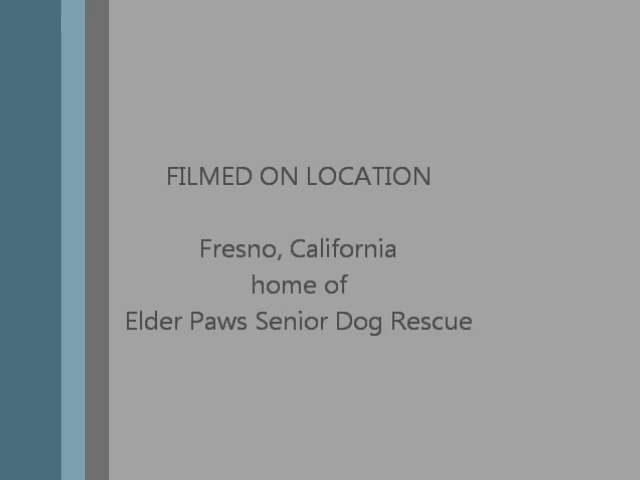 FILMED ON LOCATION
Fresno, California
home of
Elder Paws Senior Dog Rescue